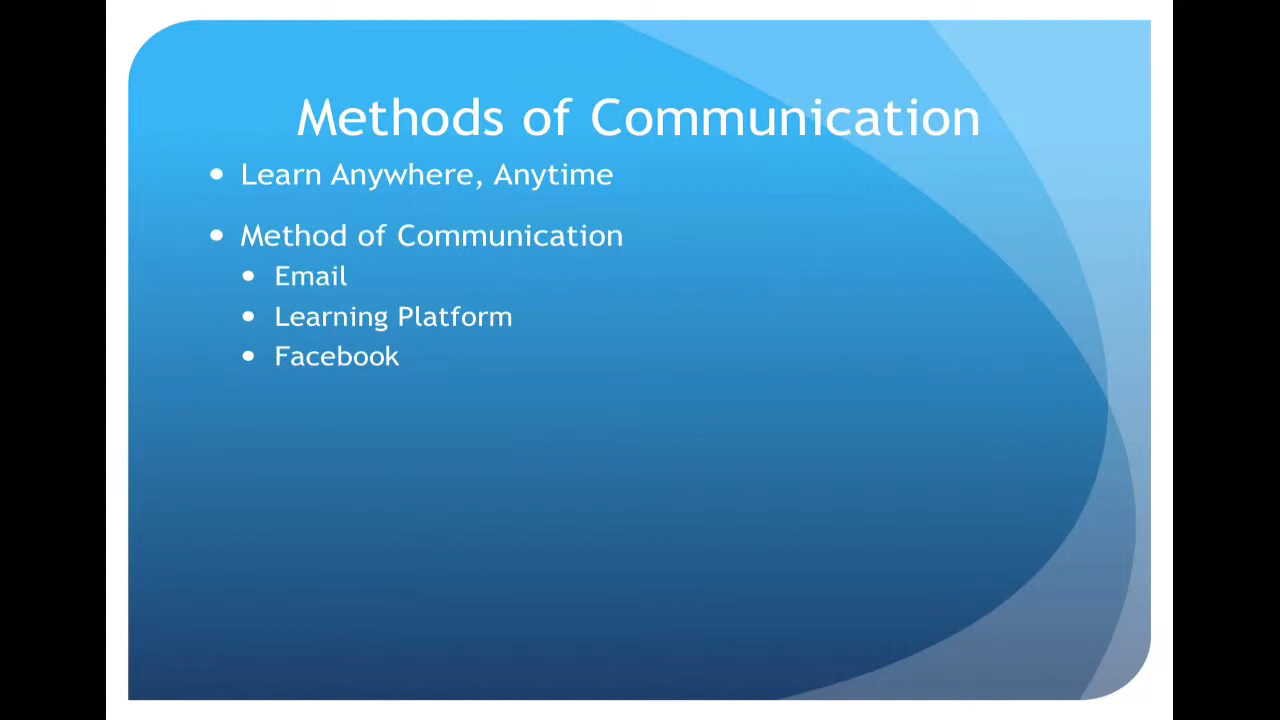 Methods of Communication
• Learn Anywhere, Anytime
• Method of Communication
• Email
• Learning Platform
• Facebook